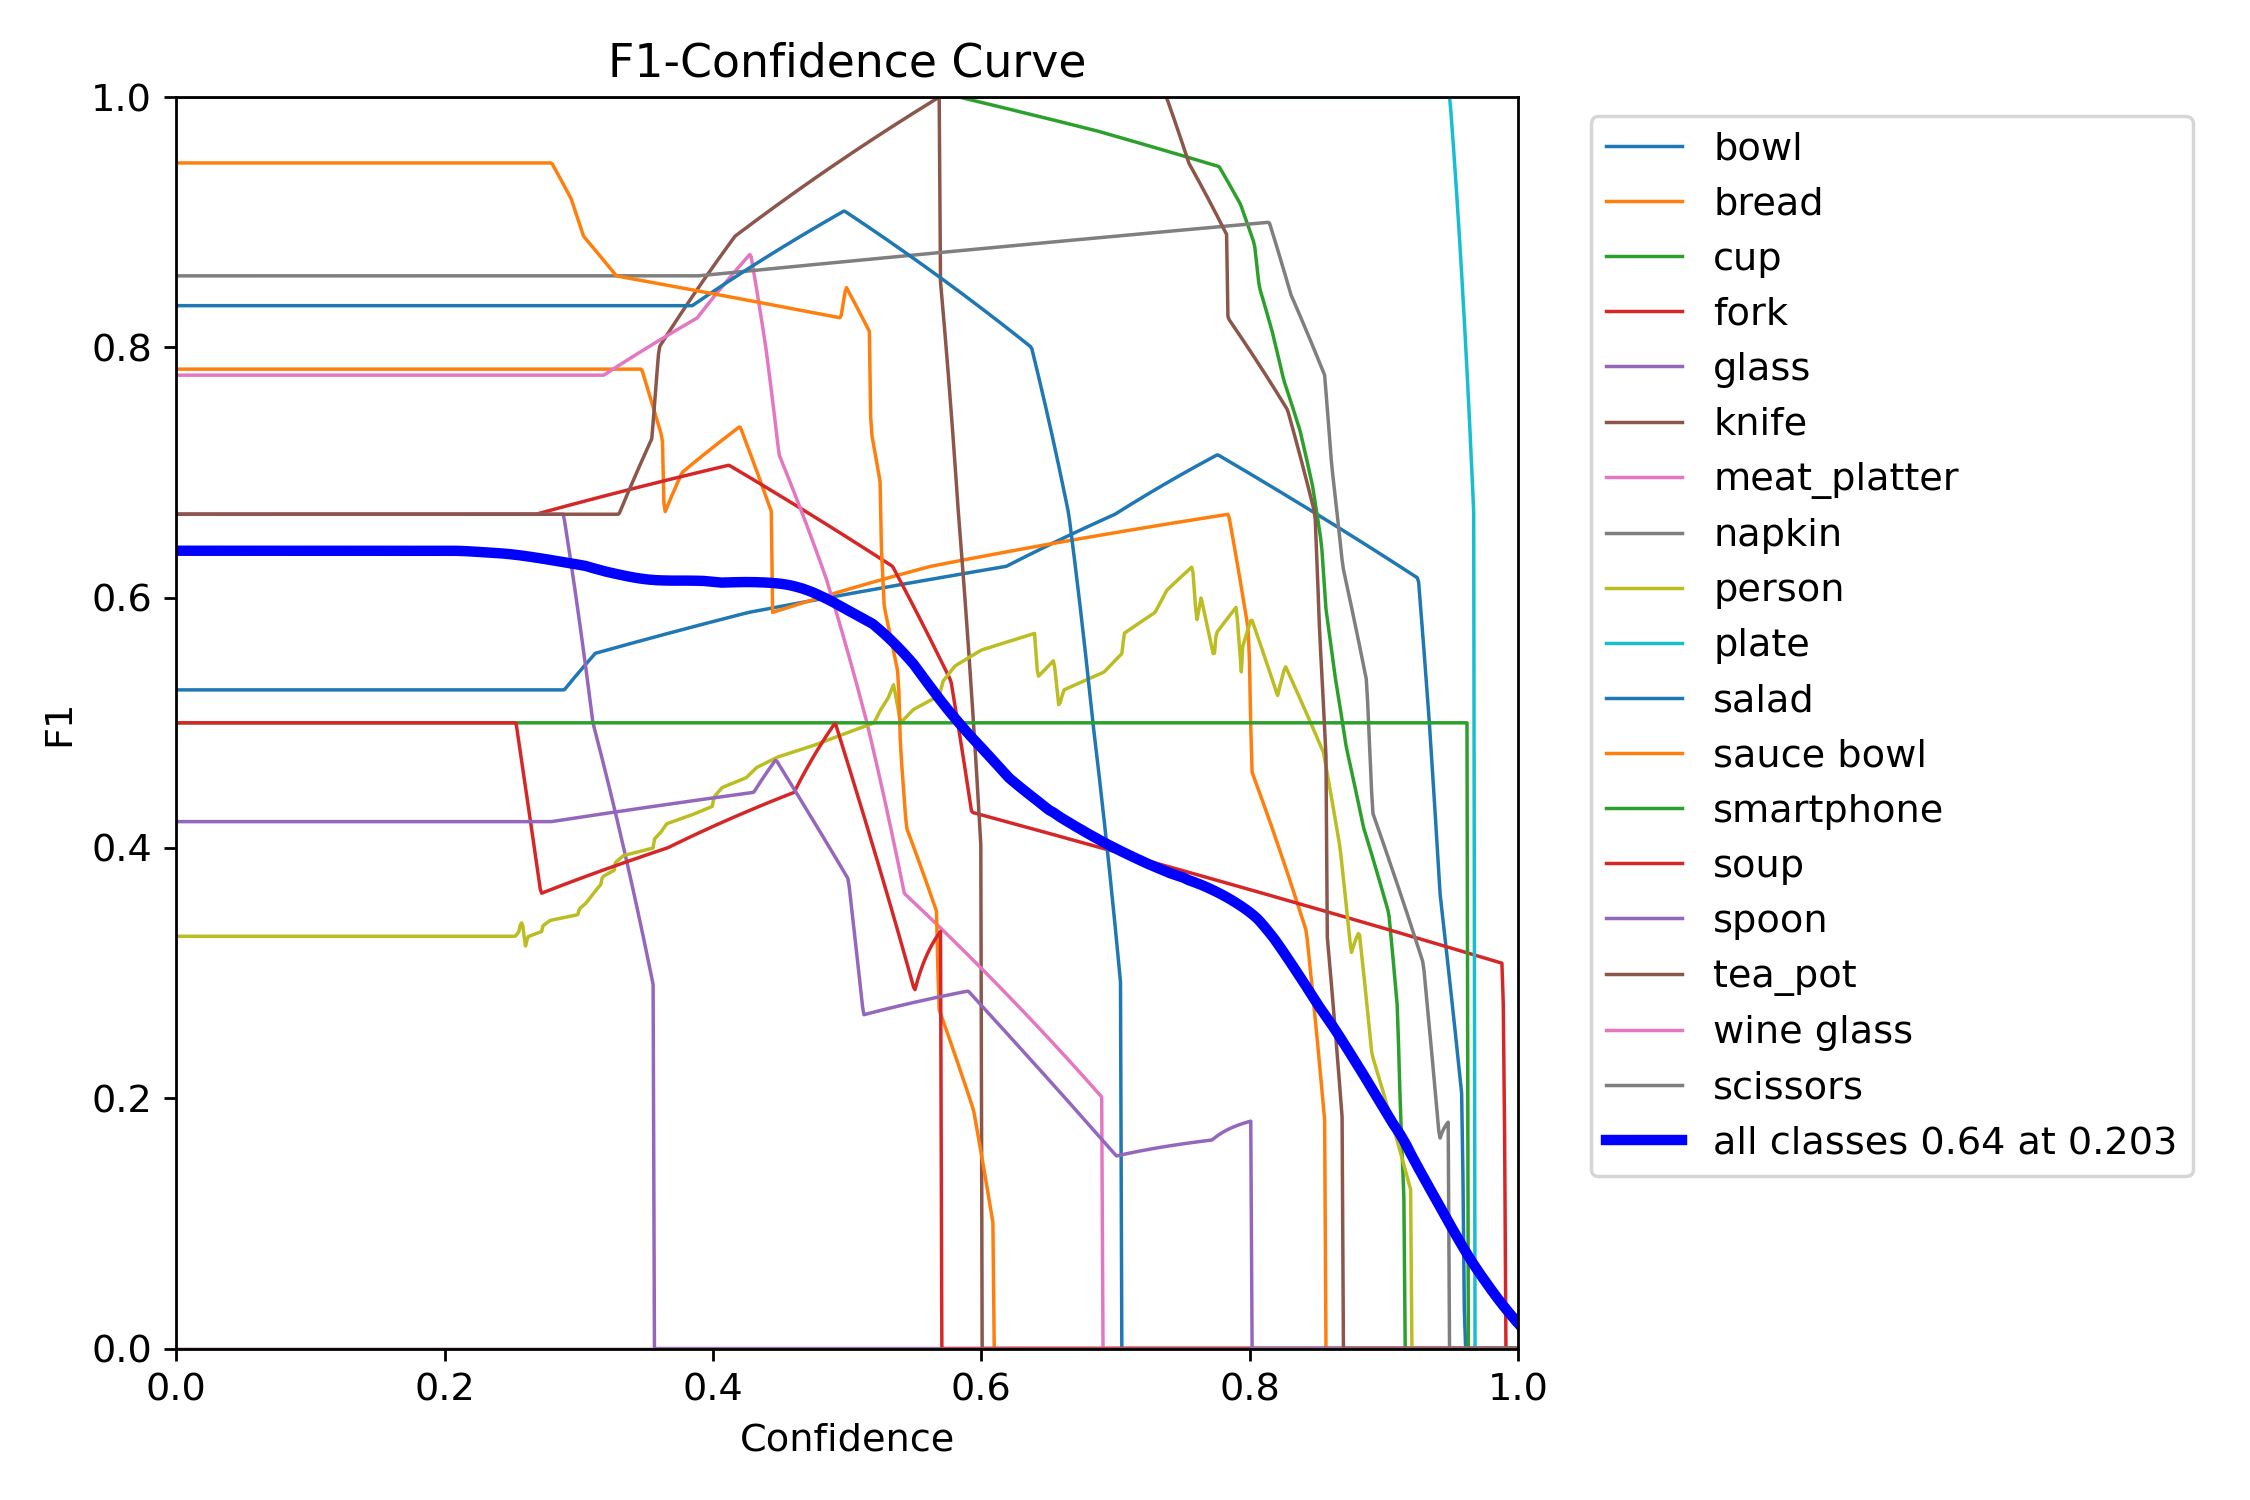 F1-Confidence Curve
1.0
0.8
0.6
0.4
0.2
0.0
F1
0.0 0.2 0.4 0.6 0.8 1.0
Confidence
bowl
bread
cup
fork
glass
knife
meat_platter
napkin
person
plate
salad
sauce bowl
smartphone
soup
spoon
tea_pot
wine glass
scissors
all classes 0.64 at 0.203